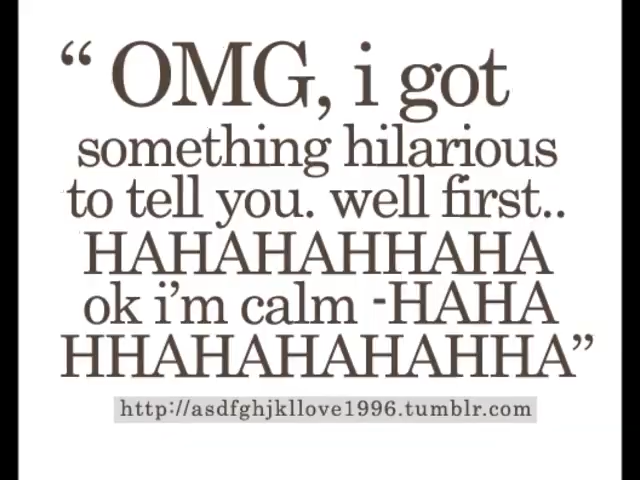 “ OMG, i got
something hilarious
to tell you. well first..
HAHAHAHHAHA
ok i’m calm -HAHA
HHAHAHAHAHHA”
http://asdfghjkllove1996.tumblr.com